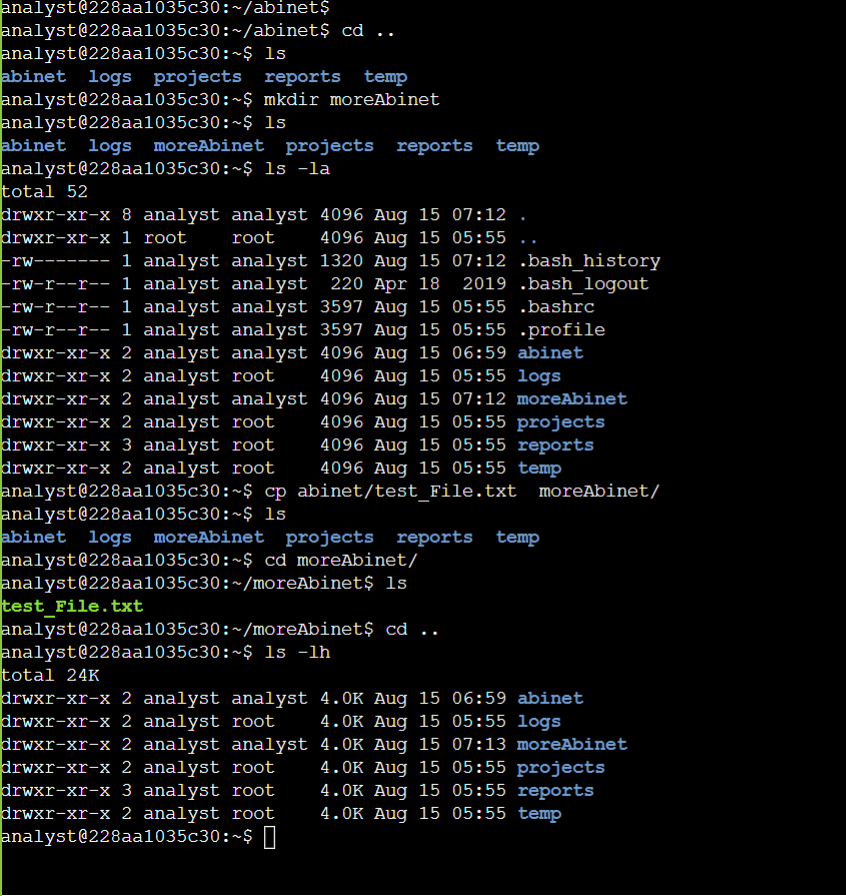 analyst@228aa1035c30:~/abinet$
analyst@228aa1035c30:~/abinet$ cd ..
analyst@228aa1035c30:~$ ls
abinet  logs  projects  reports  temp
analyst@228aa1035c30:~$ mkdir moreAbinet
analyst@228aa1035c30:~$ ls
abinet  logs  moreAbinet  projects  reports  temp
analyst@228aa1035c30:~$ ls -la
total 52
drwxr-xr-x 8 analyst analyst 4096 Aug 15 07:12 .
drwxr-xr-x 1 root    root    4096 Aug 15 05:55 ..
-rw------- 1 analyst analyst 1320 Aug 15 07:12 .bash_history
-rw-r--r-- 1 analyst analyst  220 Apr 18  2019 .bash_logout
-rw-r--r-- 1 analyst analyst 3597 Aug 15 05:55 .bashrc
-rw-r--r-- 1 analyst analyst 3597 Aug 15 05:55 .profile
drwxr-xr-x 2 analyst analyst 4096 Aug 15 06:59 abinet
drwxr-xr-x 2 analyst root    4096 Aug 15 05:55 logs
drwxr-xr-x 2 analyst analyst 4096 Aug 15 07:12 moreAbinet
drwxr-xr-x 2 analyst root    4096 Aug 15 05:55 projects
drwxr-xr-x 3 analyst root    4096 Aug 15 05:55 reports
drwxr-xr-x 2 analyst root    4096 Aug 15 05:55 temp
analyst@228aa1035c30:~$ cp abinet/test_File.txt  moreAbinet/
analyst@228aa1035c30:~$ ls
abinet  logs  moreAbinet  projects  reports  temp
analyst@228aa1035c30:~$ cd moreAbinet/
analyst@228aa1035c30:~/moreAbinet$ ls
test_File.txt
analyst@228aa1035c30:~/moreAbinet$ cd ..
analyst@228aa1035c30:~$ ls -lh
total 24K
drwxr-xr-x 2 analyst analyst 4.0K Aug 15 06:59 abinet
drwxr-xr-x 2 analyst root    4.0K Aug 15 05:55 logs
drwxr-xr-x 2 analyst analyst 4.0K Aug 15 07:13 moreAbinet
drwxr-xr-x 2 analyst root    4.0K Aug 15 05:55 projects
drwxr-xr-x 3 analyst root    4.0K Aug 15 05:55 reports
drwxr-xr-x 2 analyst root    4.0K Aug 15 05:55 temp
analyst@228aa1035c30:~$